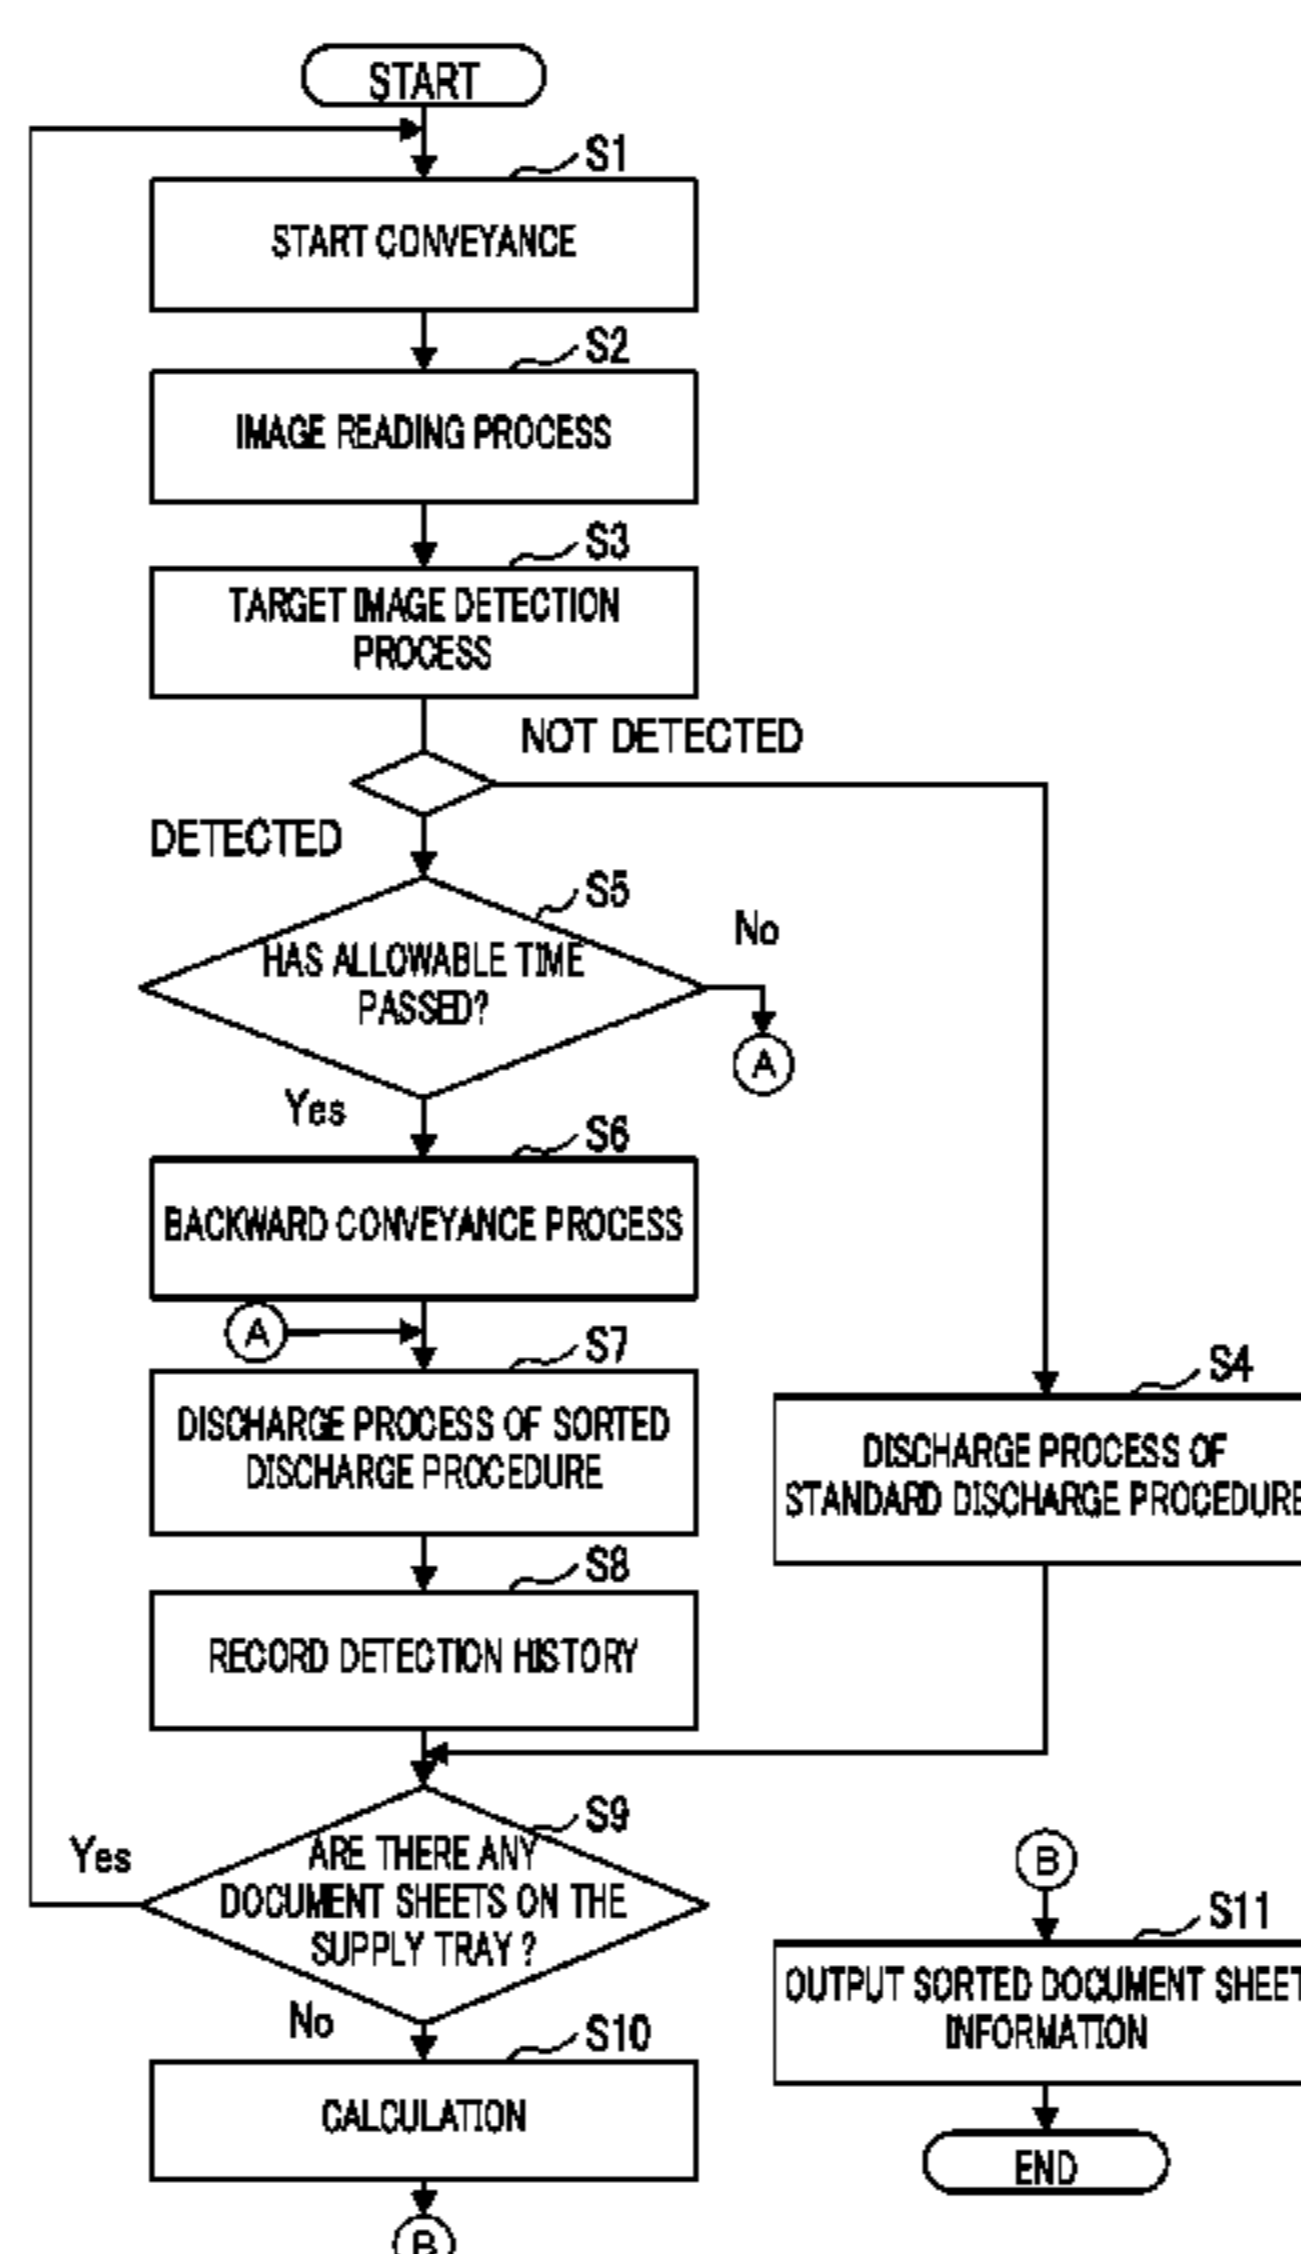 START
S1
START CONVEYANCE
S2
IMAGE READING PROCESS
S3
TARGET IMAGE DETECTION
PROCESS
NOT DETECTED
DETECTED
S5
No
HAS ALLOWABLE TIME
PASSED?
A
Yes
S6
BACKWARD CONVEYANCE PROCESS
A
S7
DISCHARGE PROCESS OF SORTED
DISCHARGE PROCEDURE
S4
DISCHARGE PROCESS OF
STANDARD DISCHARGE PROCEDURE
S8
RECORD DETECTION HISTORY
S9
Yes
ARE THERE ANY
DOCUMENT SHEETS ON THE
SUPPLY TRAY?
No
S10
CALCULATION
B
B
S11
OUTPUT SORTED DOCUMENT SHEET
INFORMATION
END